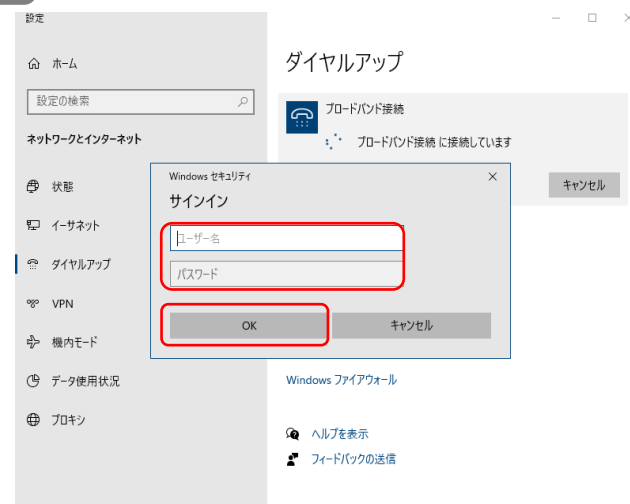 設定
ホーム
設定の検索
ネットワークとインターネット
状態
イーサネット
ダイヤルアップ
VPN
機内モード
データ使用状況
プロキシ
ダイヤルアップ
ブロードバンド接続
ブロードバンド接続 に接続しています
キャンセル
Windows セキュリティ
サインイン
ユーザー名
パスワード
OK
キャンセル
Windows ファイアウォール
ヘルプを表示
フィードバックの送信